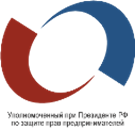 Уполномоченный при Президенте РФ
по защите прав предпринимателей